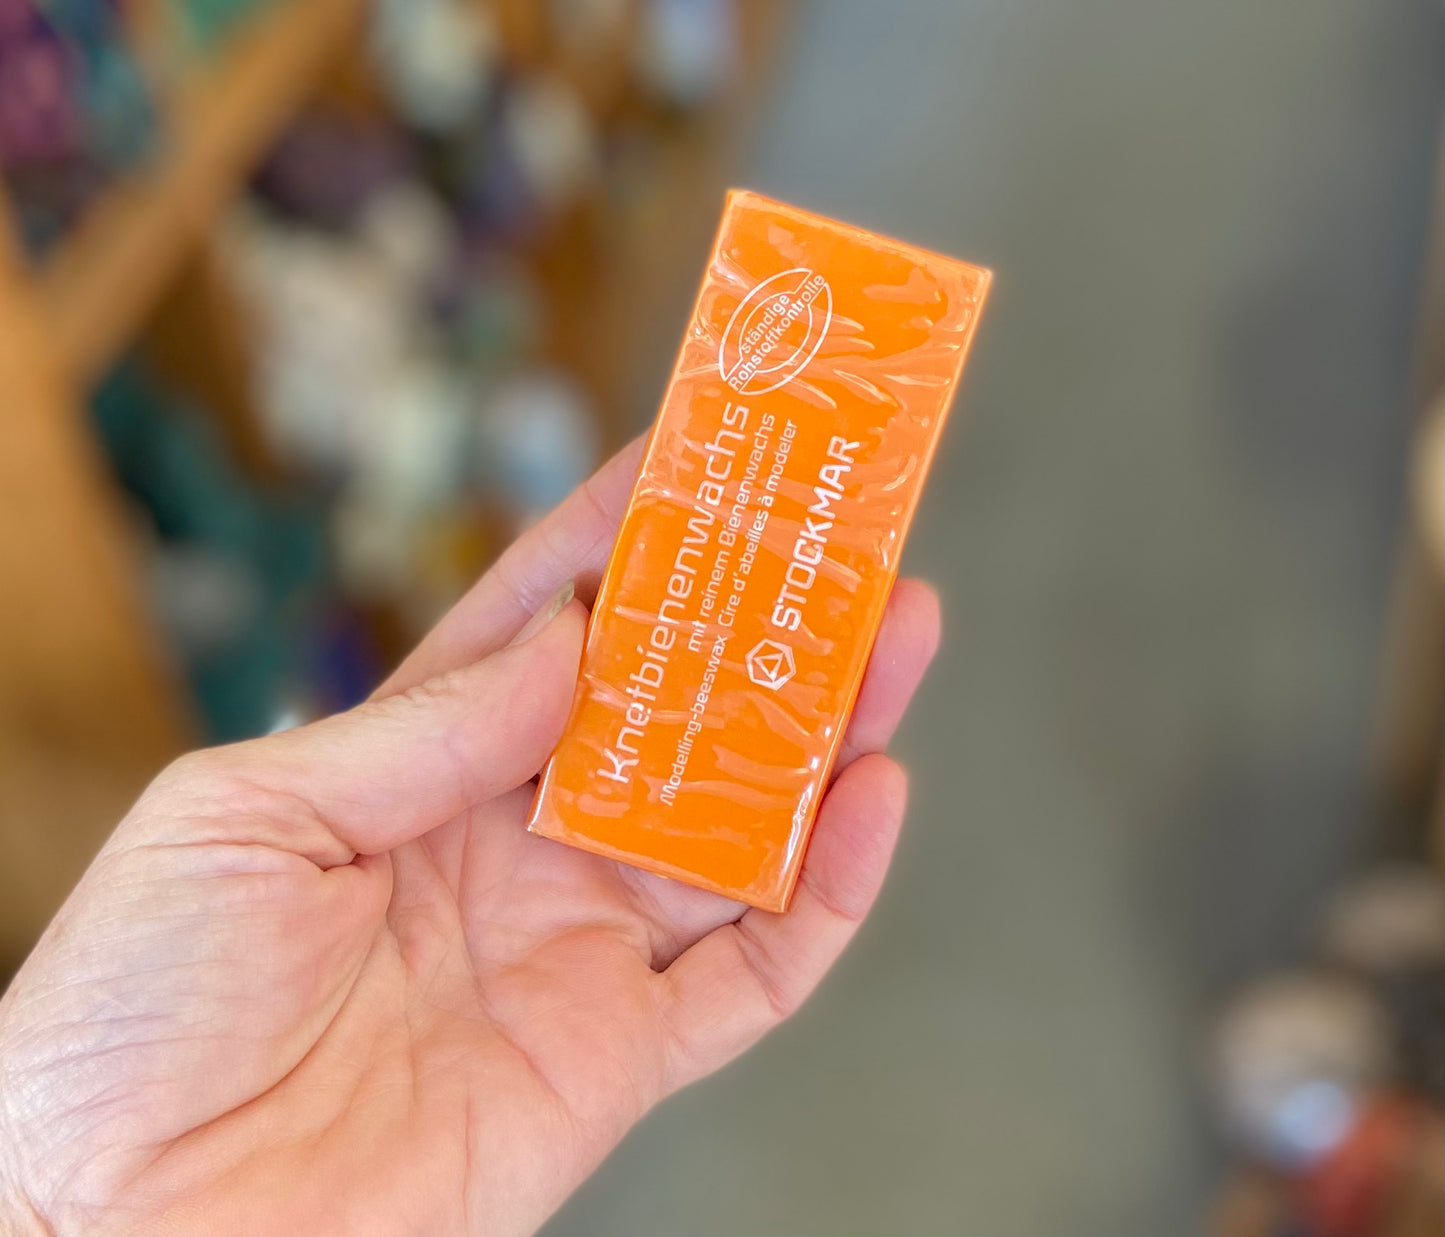 ständige
Rohstoffkontrolle
Knetbienenwachs
mit reinem Bienenwachs
Modelling-beeswax Cire d'abeilles à modeler
STOCKMAR